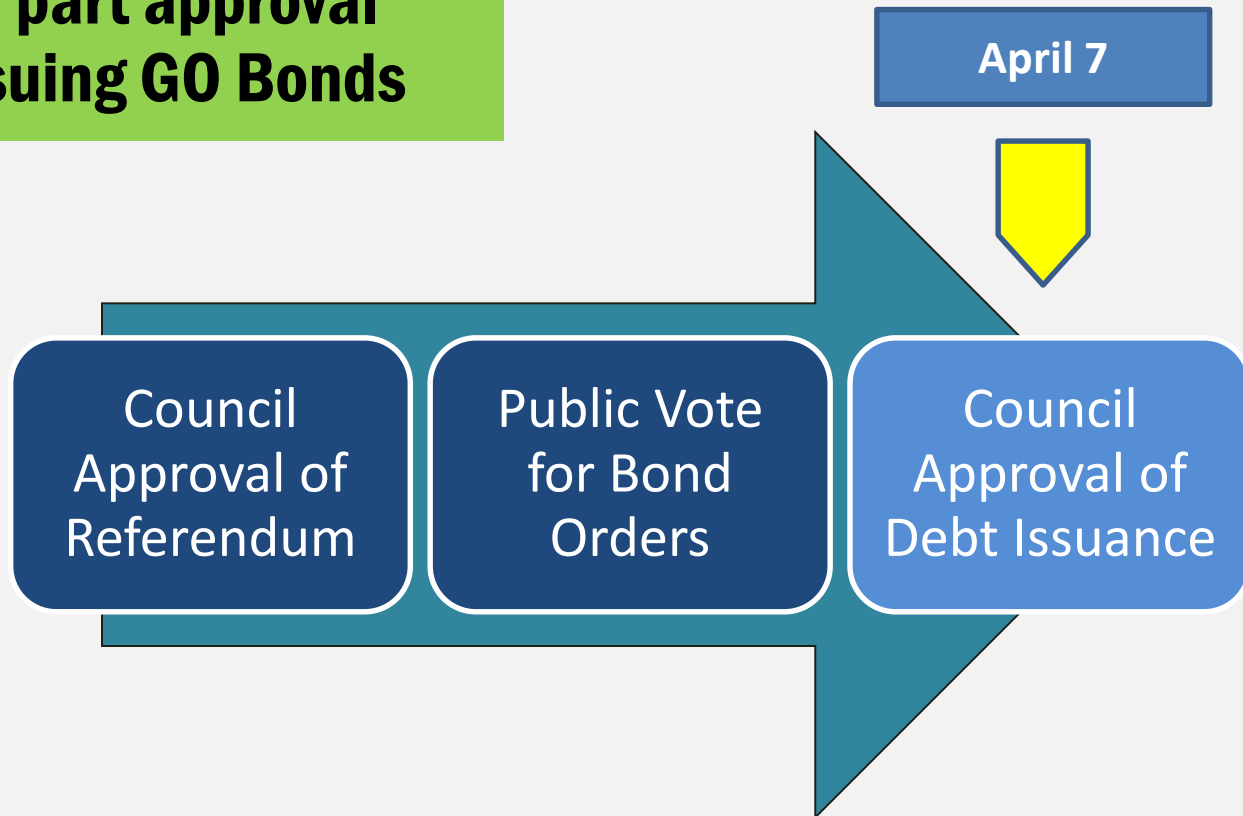 part approval
suing GO Bonds
April 7
Council
Approval of
Referendum
Public Vote
for Bond
Orders
Council
Approval of
Debt Issuance